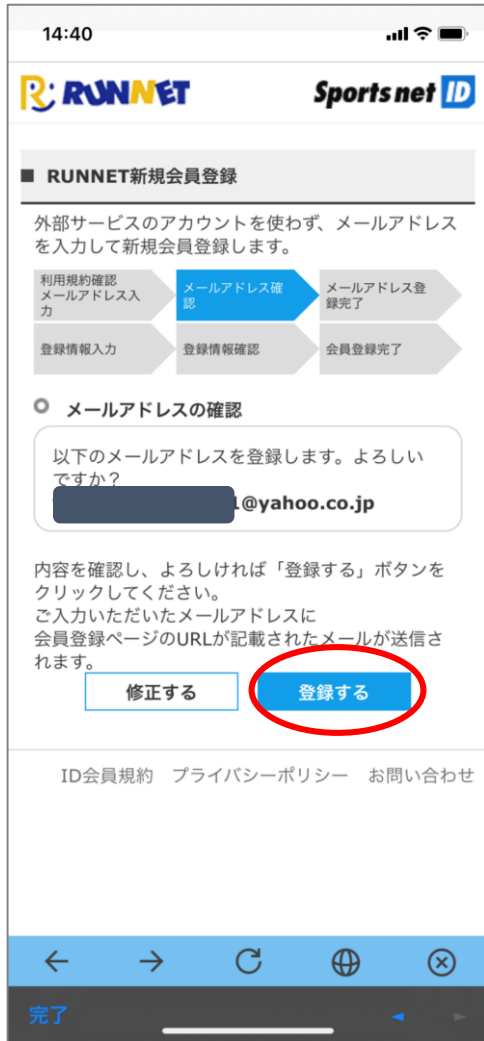 14:40
RUNNET
Sports net ID
RUNNET新規会員登録
外部サービスのアカウントを使わず、メールアドレス
を入力して新規会員登録します。
利用規約確認
メールアドレス入
力
メールアドレス確
認
メールアドレス登
録完了
登録情報入力
登録情報確認
会員登録完了
メールアドレスの確認
以下のメールアドレスを登録します。よろしい
ですか？
1@yahoo.co.jp
内容を確認し、よろしければ「登録する」ボタンを
クリックしてください。
ご入力いただいたメールアドレスに
会員登録ページのURLが記載されたメールが送信さ
れます。
修正する
登録する
ID会員規約 プライバシーポリシー お問い合わせ
完了